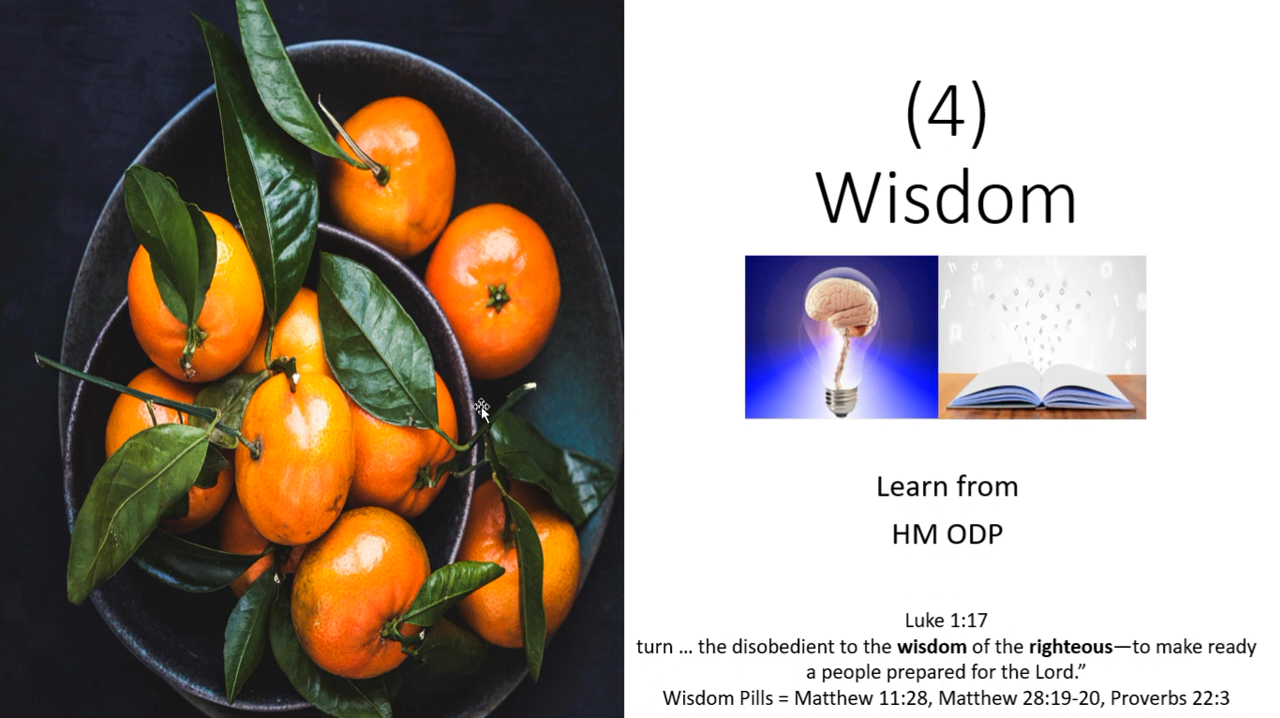 (4)
Wisdom
Learn from
HM ODP
Luke 1:17
turn … the disobedient to the wisdom of the righteous—to make ready
a people prepared for the Lord.”
Wisdom Pills = Matthew 11:28, Matthew 28:19-20, Proverbs 22:3